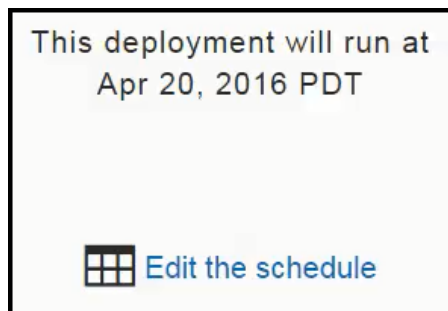 This deployment will run at
Apr 20, 2016 PDT
Edit the schedule